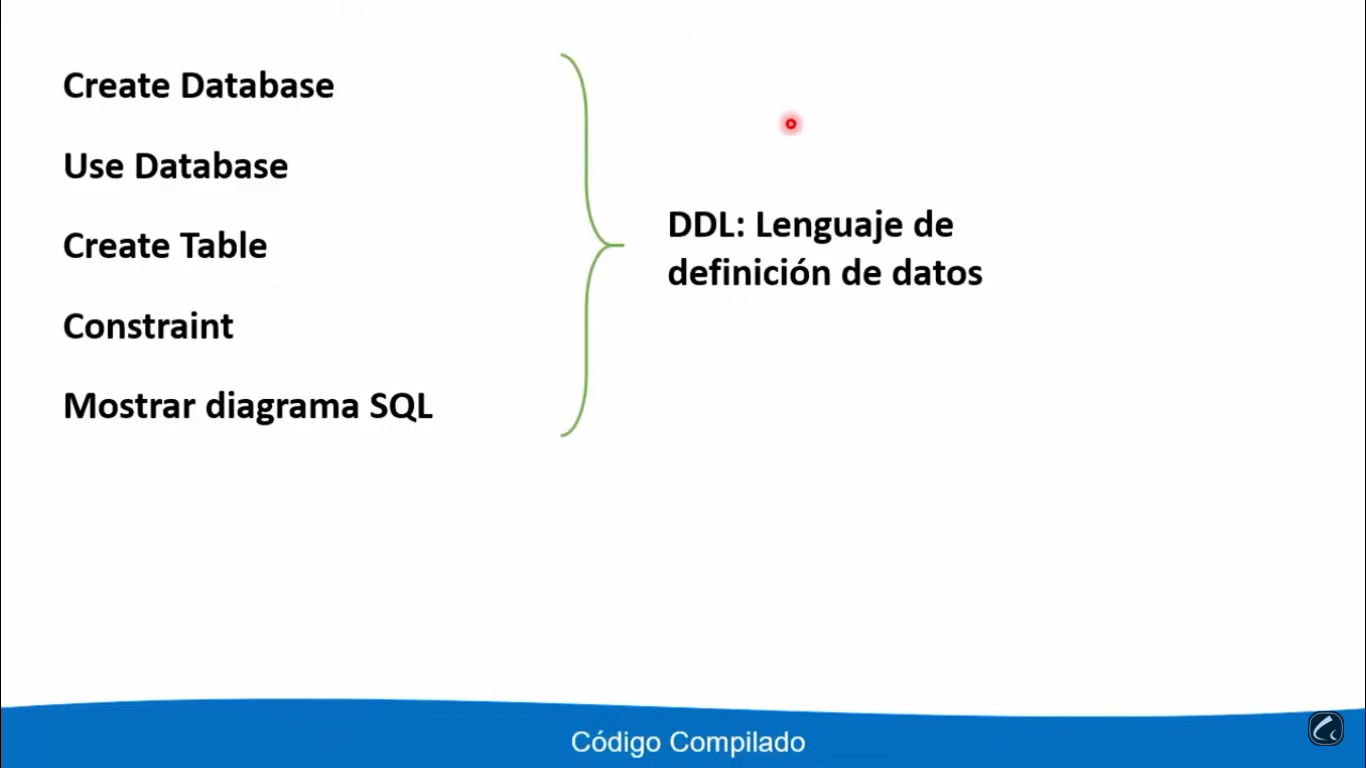 Create Database
Use Database
Create Table
Constraint
Mostrar diagrama SQL
DDL: Lenguaje de
definición de datos
Código Compilado